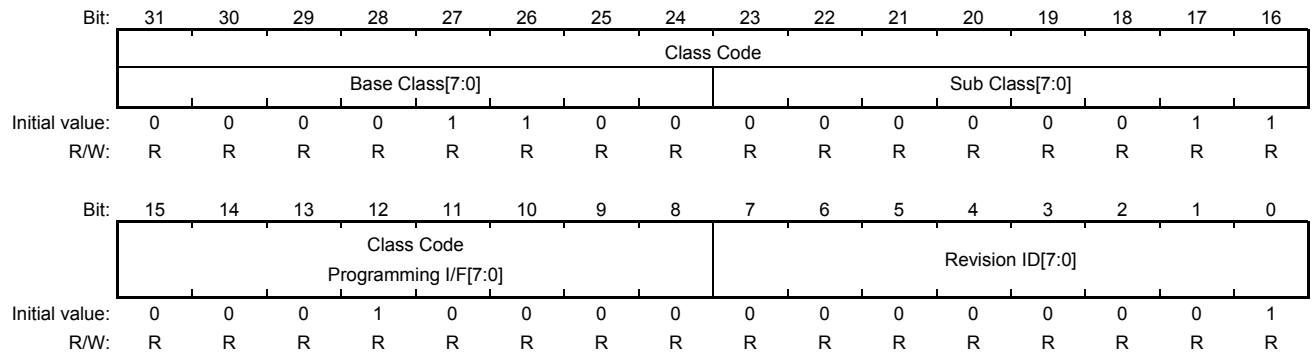 Bit: 31 30 29 28 27 26 25 24 23 22 21 20 19 18 17 16
Class Code
Base Class[7:0] Sub Class[7:0]
Initial value: 0 0 0 0 1 1 0 0 0 0 0 0 0 0 1 1
R/W: R R R R R R R R R R R R R R R R
Bit: 15 14 13 12 11 10 9 8 7 6 5 4 3 2 1 0
Class Code
Programming I/F[7:0]
Revision ID[7:0]
Initial value: 0 0 0 1 0 0 0 0 0 0 0 0 0 0 0 1
R/W: R R R R R R R R R R R R R R R R